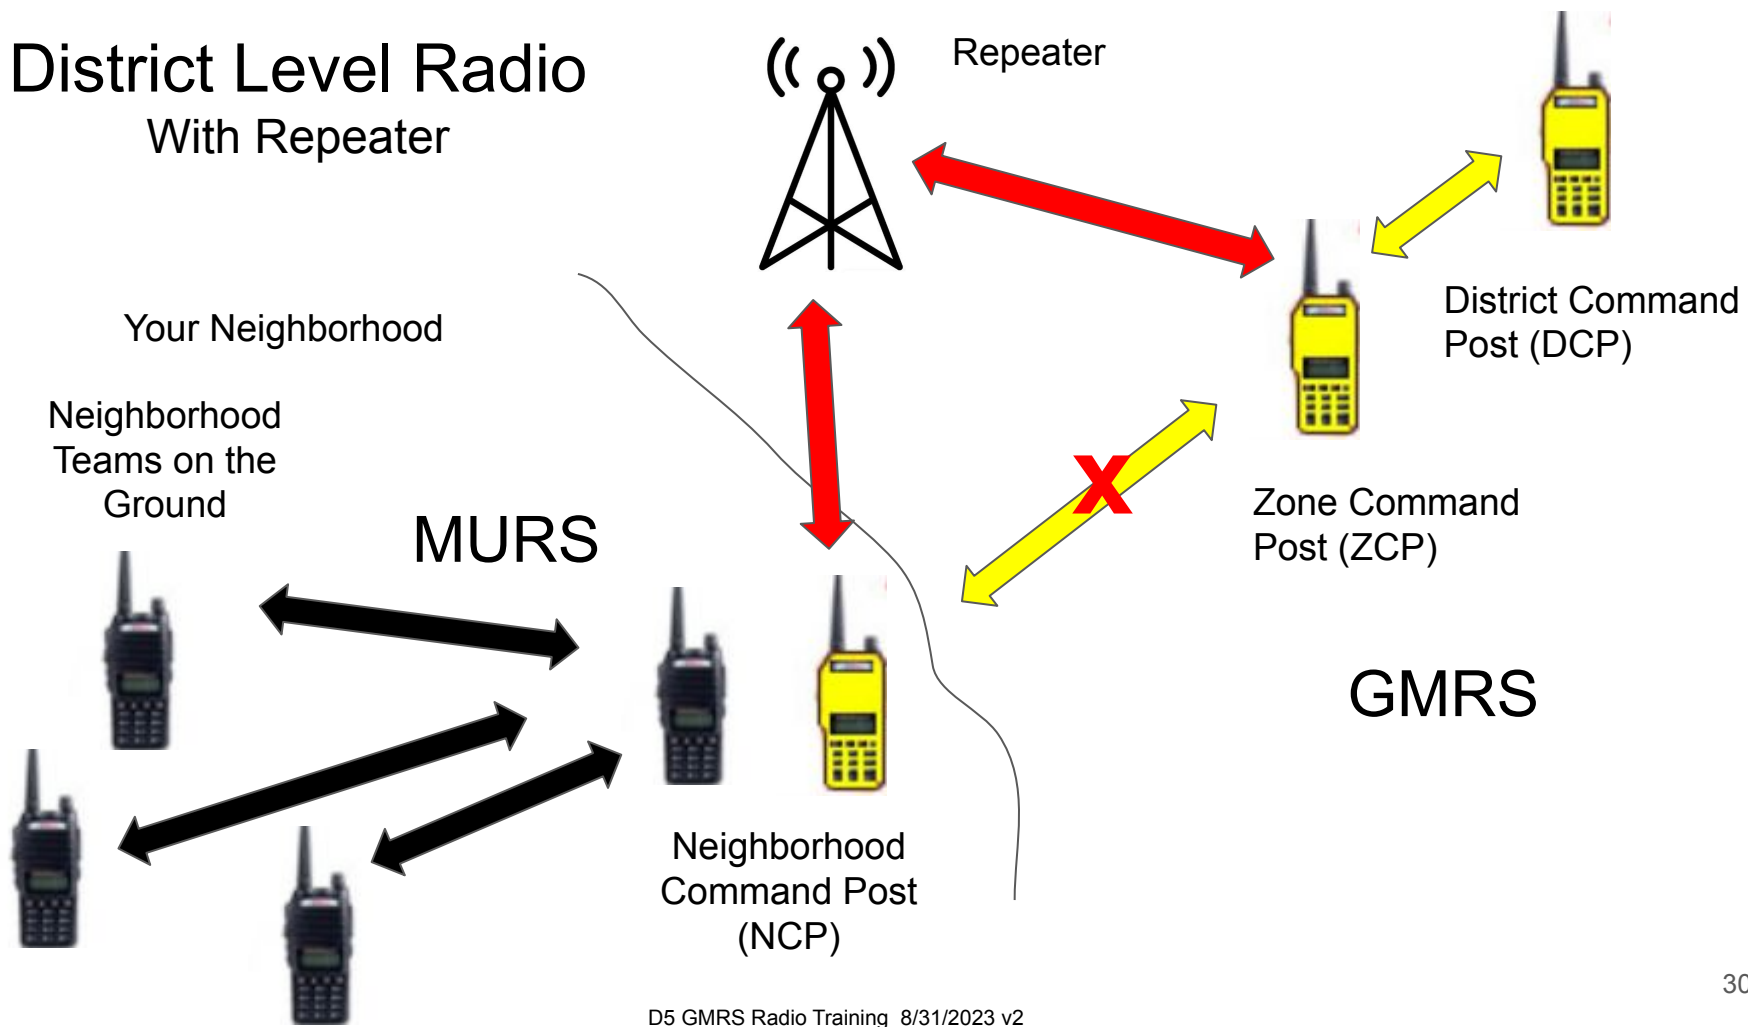 District Level Radio
With Repeater
Repeater
District Command
Post (DCP)
Your Neighborhood
Neighborhood
Teams on the
Ground
MURS
X
Zone Command
Post (ZCP)
GMRS
Neighborhood
Command Post
(NCP)
30
D5 GMRS Radio Training 8/31/2023 v2